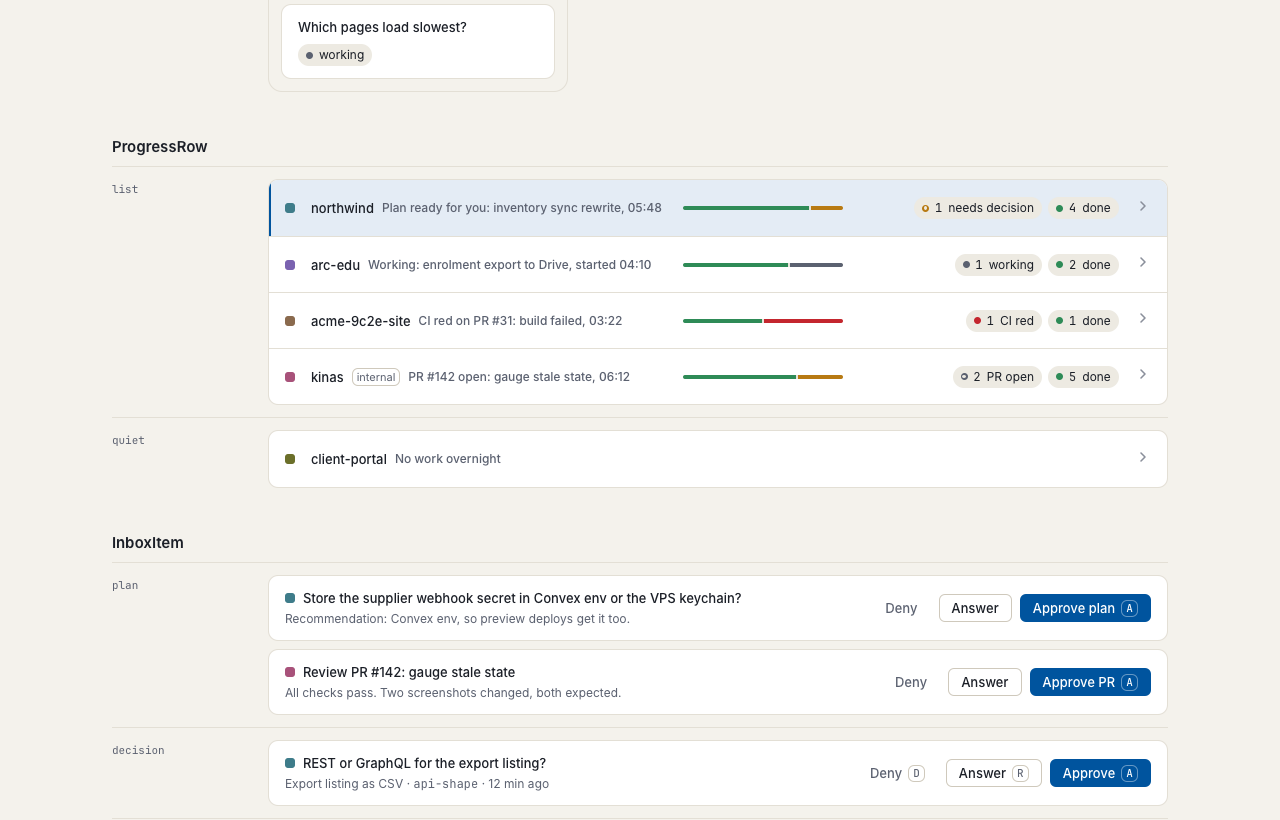 Which pages load slowest?
working
ProgressRow
list
northwind Plan ready for you: inventory sync rewrite, 05:48 1 needs decision 4 done
arc-edu Working: enrolment export to Drive, started 04:10 1 working 2 done
acme-9c2e-site CI red on PR #31: build failed, 03:22 1 CI red 1 done
kinas internal PR #142 open: gauge stale state, 06:12 2 PR open 5 done
quiet
client-portal No work overnight
InboxItem
plan
Store the supplier webhook secret in Convex env or the VPS keychain?
Recommendation: Convex env, so preview deploys get it too.
Deny Answer Approve plan A
Review PR #142: gauge stale state
All checks pass. Two screenshots changed, both expected.
Deny Answer Approve PR A
decision
REST or GraphQL for the export listing?
Export listing as CSV · api-shape · 12 min ago
Deny D Answer R Approve A